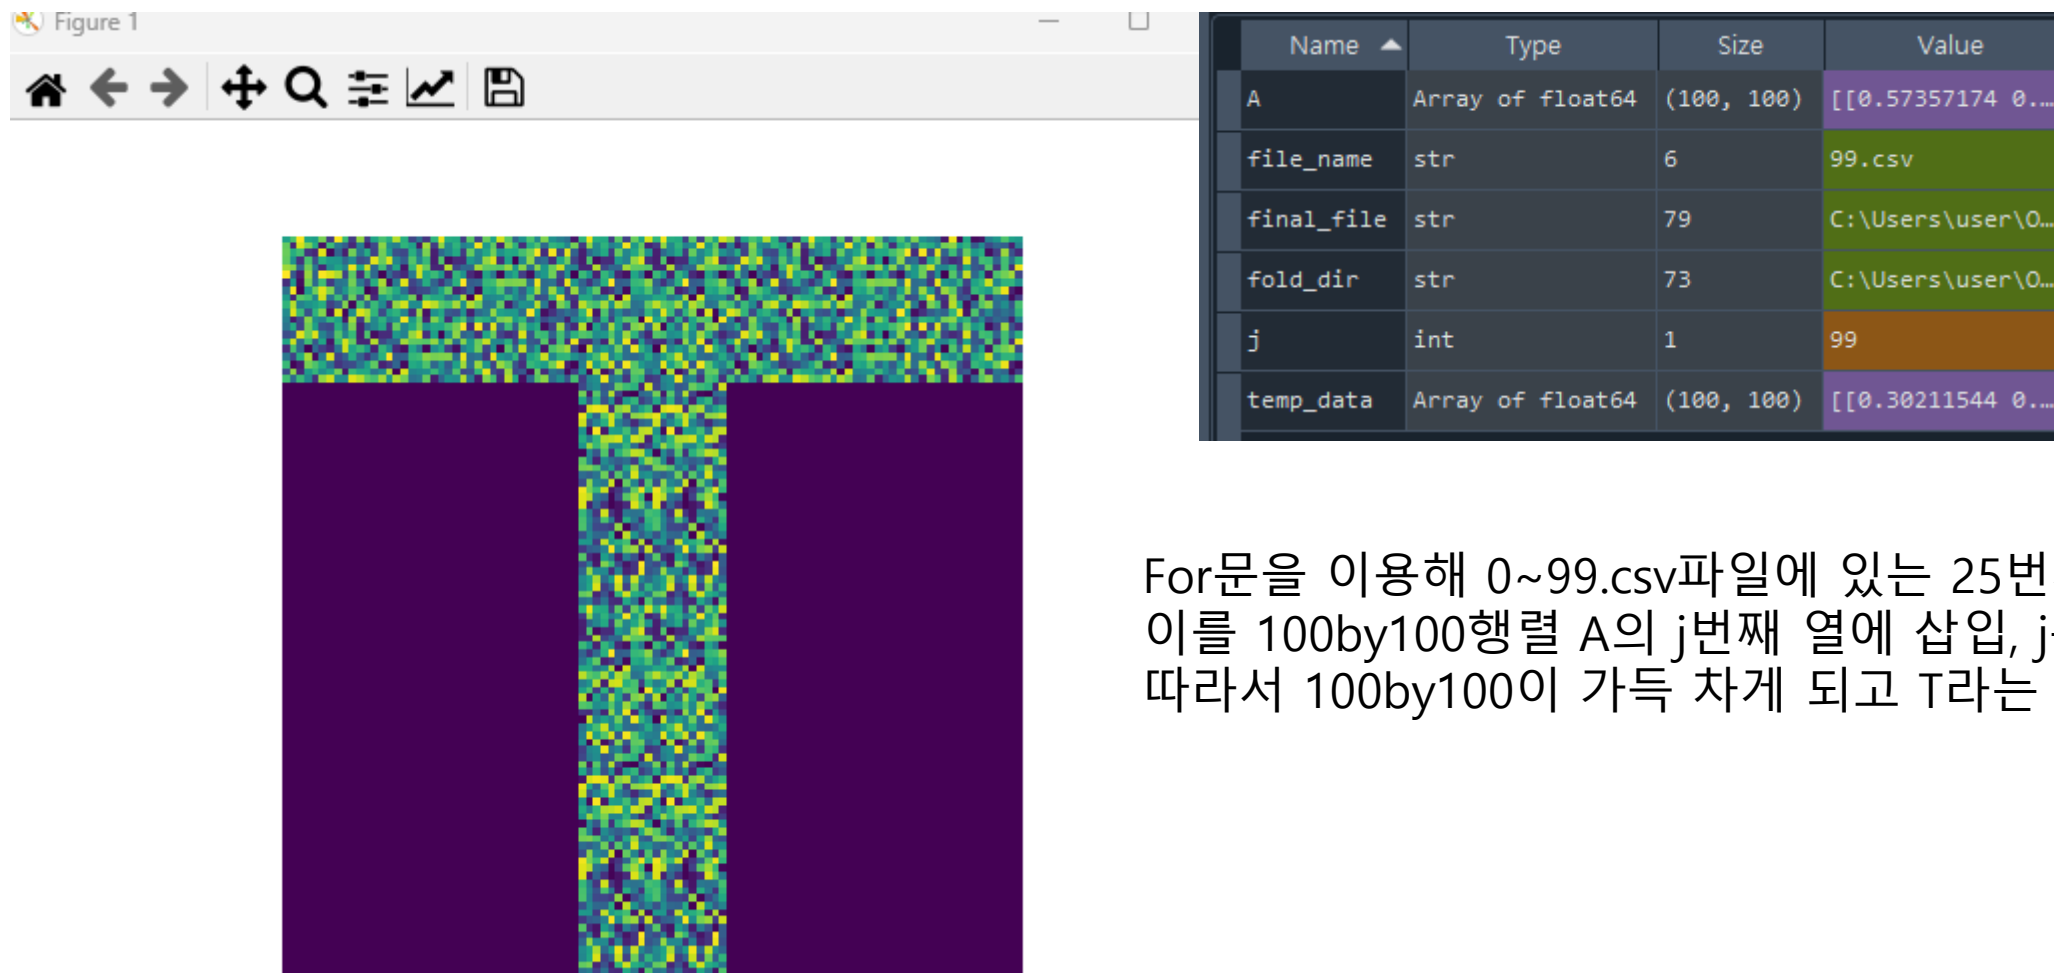 Figure 1
Name Type Size Value
A Array of float64 (100, 100) [[0.57357174 0.…
file_name str 6 99.csv
final_file str 79 C:\Users\user\O…
fold_dir str 73 C:\Users\user\O…
j int 1 99
temp_data Array of float64 (100, 100) [[0.30211544 0.…
For문을 이용해 0~99.csv파일에 있는 25번
이를 100by100행렬 A의 j번째 열에 삽입, j
따라서 100by100이 가득 차게 되고 T라는